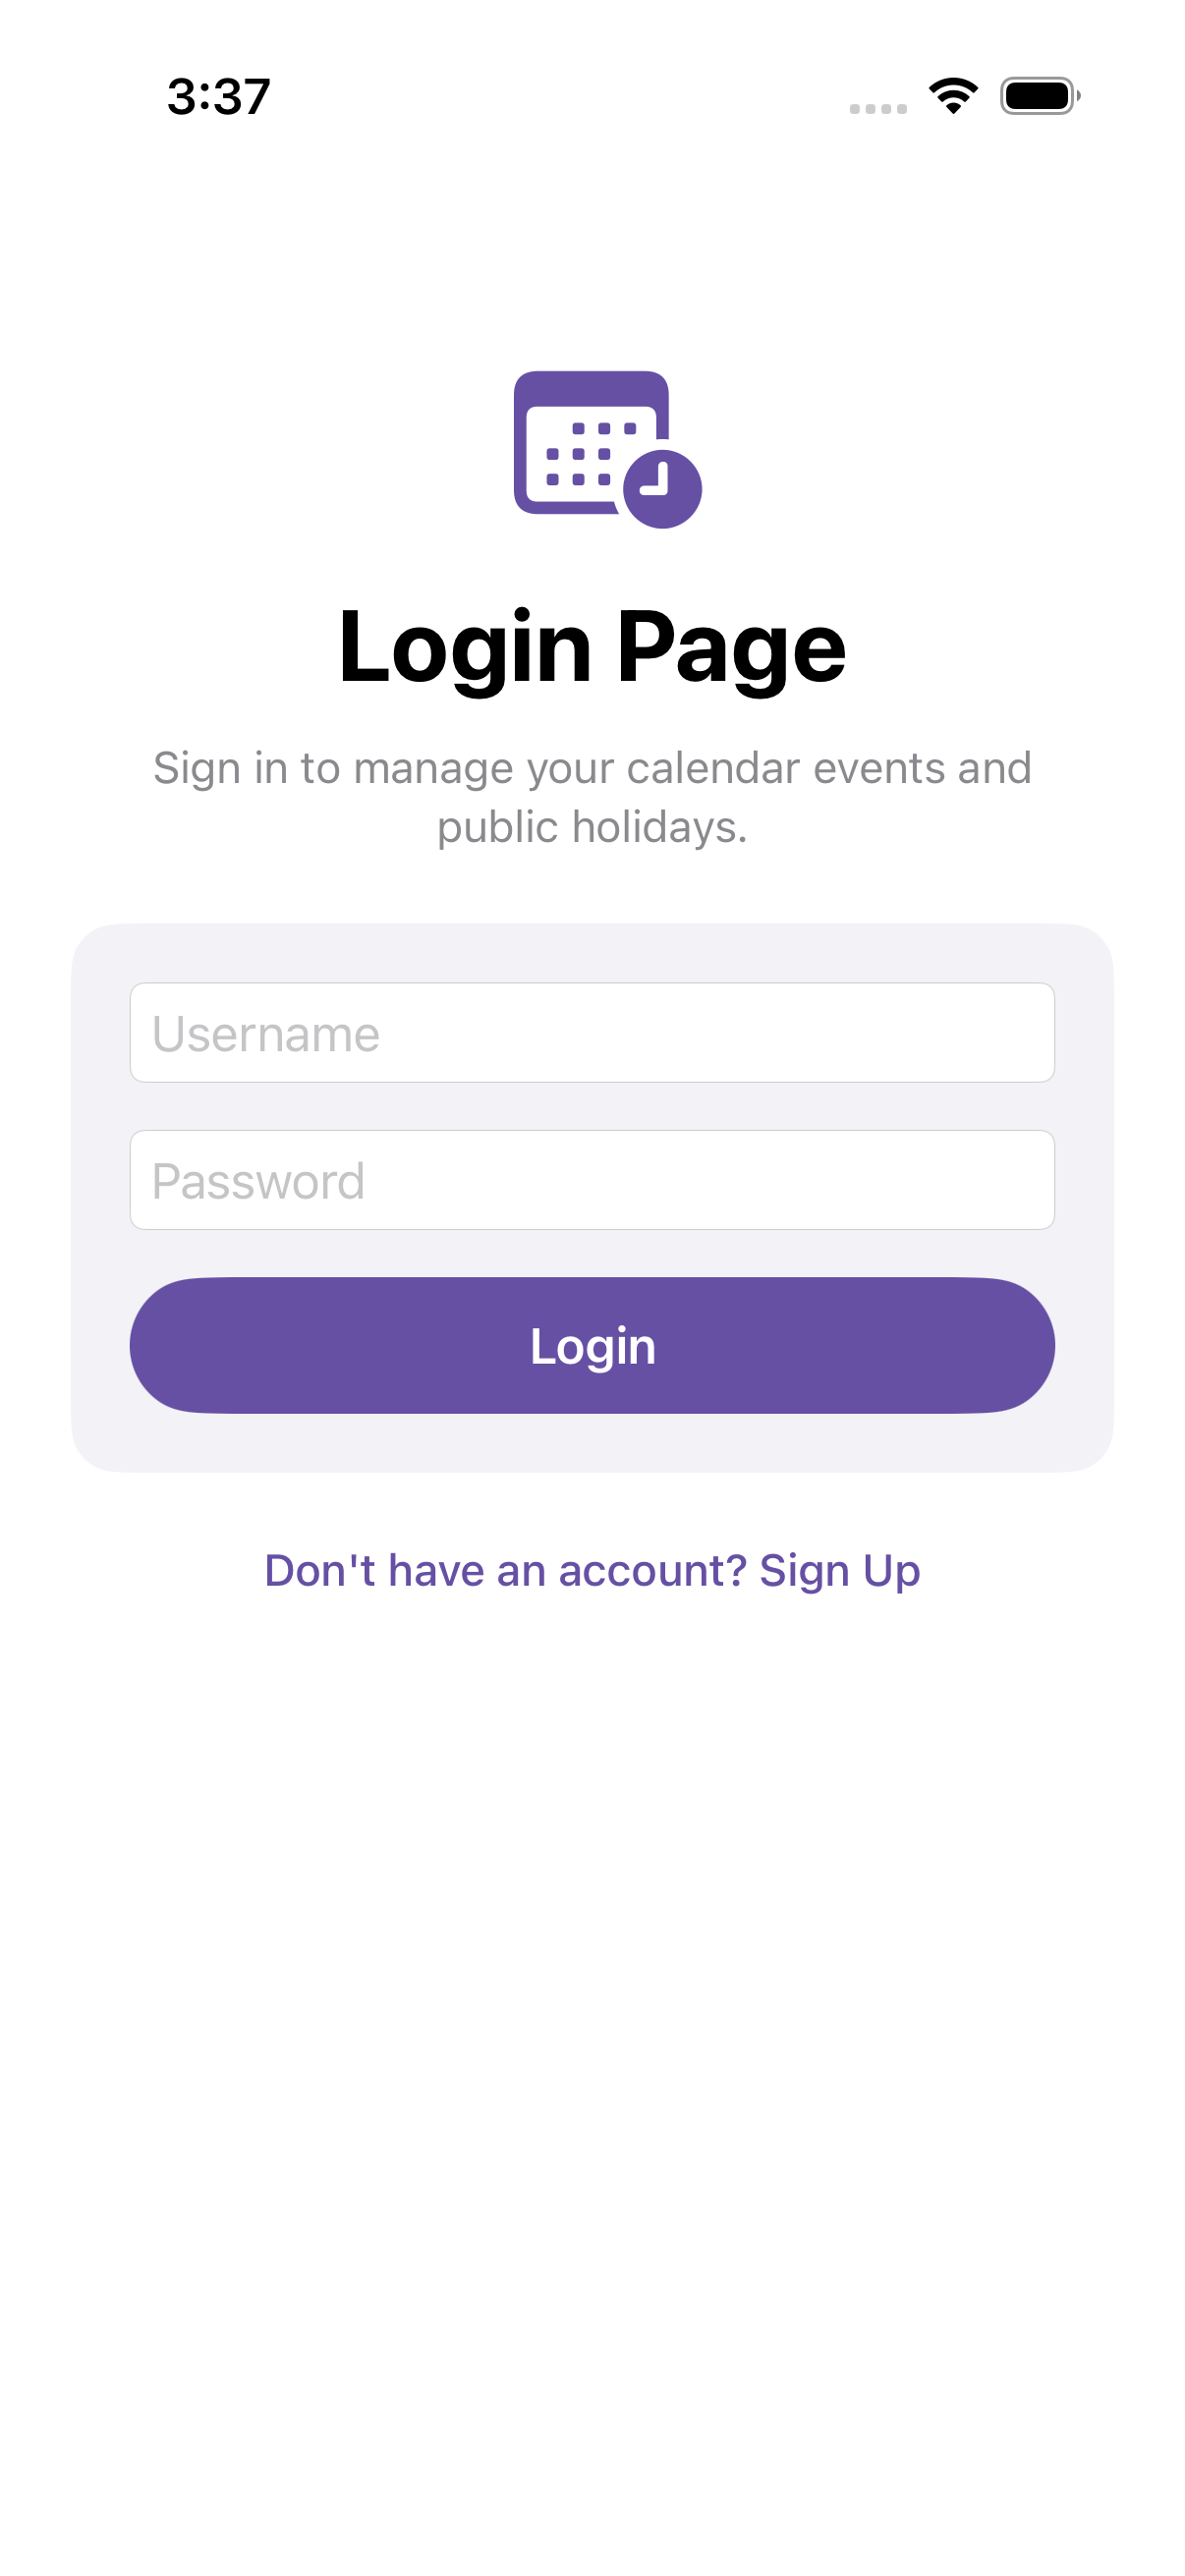 3:37
Login Page
Sign in to manage your calendar events and
public holidays.
Username
Password
Login
Don't have an account? Sign Up